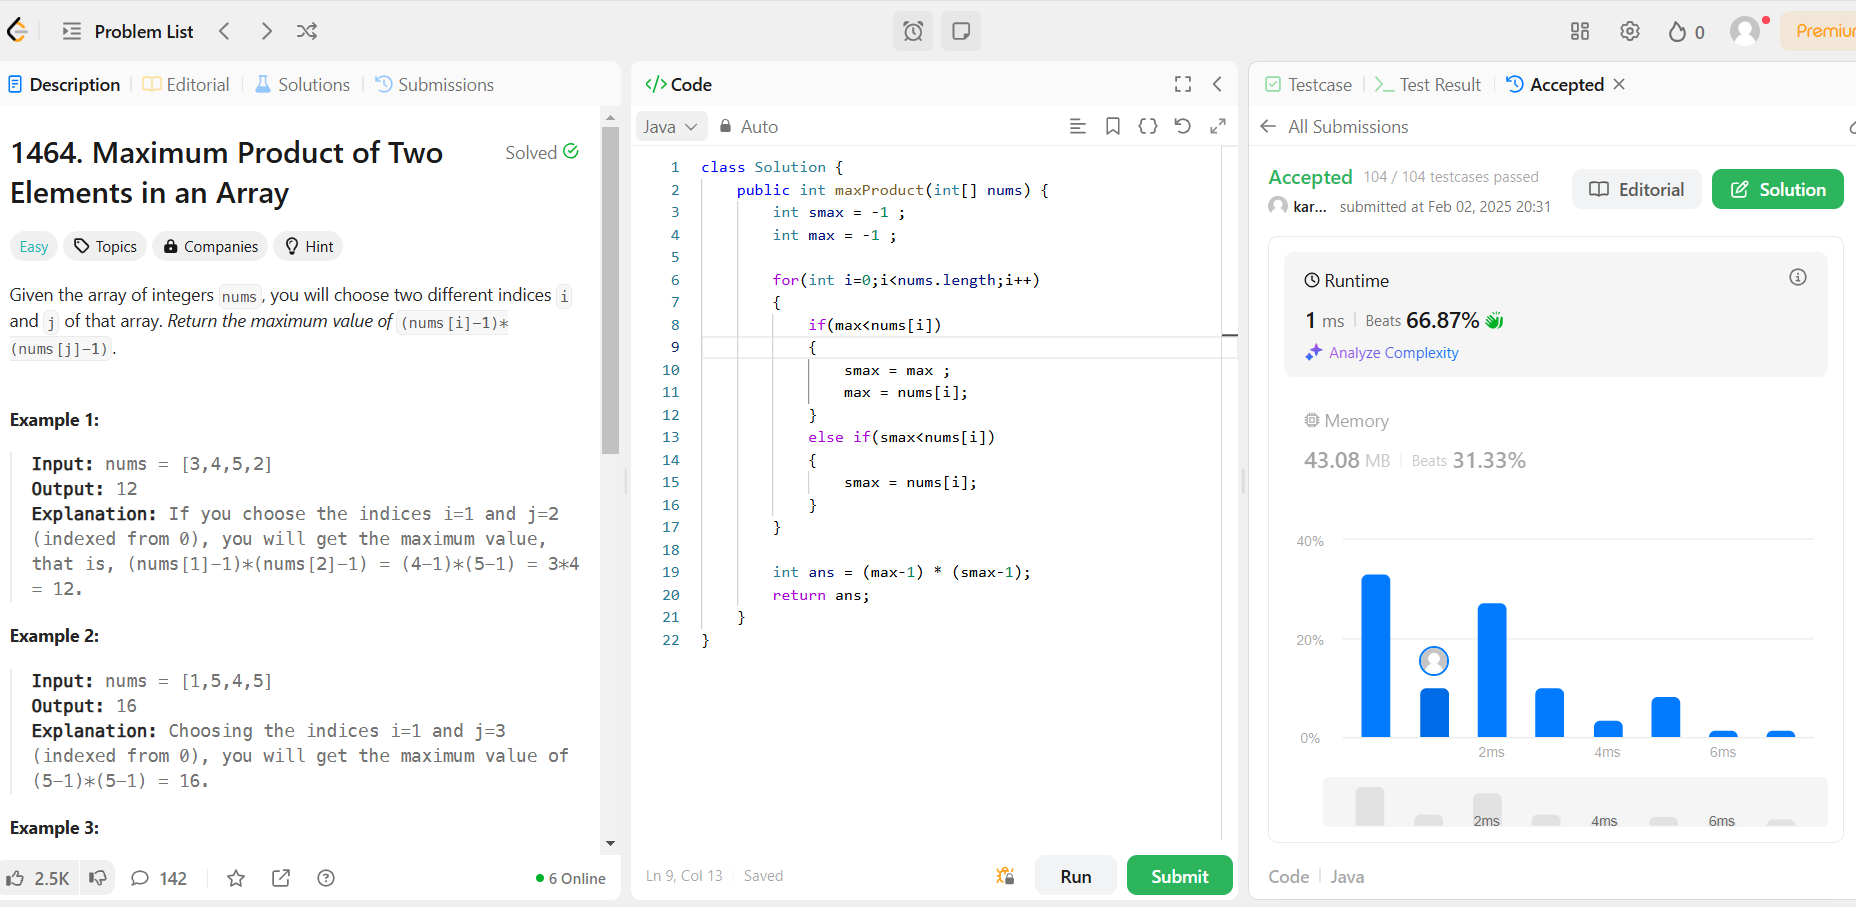 Problem List
0
Premiu
Description
Editorial
Solutions
Submissions
1464. Maximum Product of Two
Elements in an Array
Solved
Easy
Topics
Companies
Hint
Given the array of integers nums, you will choose two different indices i
and j of that array. Return the maximum value of (nums[i]-1)*
(nums[j]-1).
Example 1:
Input: nums = [3,4,5,2]
Output: 12
Explanation: If you choose the indices i=1 and j=2
(indexed from 0), you will get the maximum value,
that is, (nums[1]-1)*(nums[2]-1) = (4-1)*(5-1) = 3*4
= 12.
Example 2:
Input: nums = [1,5,4,5]
Output: 16
Explanation: Choosing the indices i=1 and j=3
(indexed from 0), you will get the maximum value of
(5-1)*(5-1) = 16.
Example 3:
2.5K
142
6 Online
</> Code
Java
Auto
1 class Solution {
2 public int maxProduct(int[] nums) {
3 int smax = -1 ;
4 int max = -1 ;
5
6 for(int i=0;i<nums.length;i++)
7 {
8 if(max<nums[i])
9 {
10 smax = max ;
11 max = nums[i];
12 }
13 else if(smax<nums[i])
14 {
15 smax = nums[i];
16 }
17 }
18
19 int ans = (max-1) * (smax-1);
20 return ans;
21 }
22 }
Ln 9, Col 13
Saved
Run
Submit
Testcase
Test Result
Accepted
All Submissions
Accepted 104 / 104 testcases passed
kar... submitted at Feb 02, 2025 20:31
Editorial
Solution
Runtime
1 ms Beats 66.87%
Analyze Complexity
Memory
43.08 MB Beats 31.33%
40%
20%
0%
2ms 4ms 6ms
2ms 4ms 6ms
Code Java